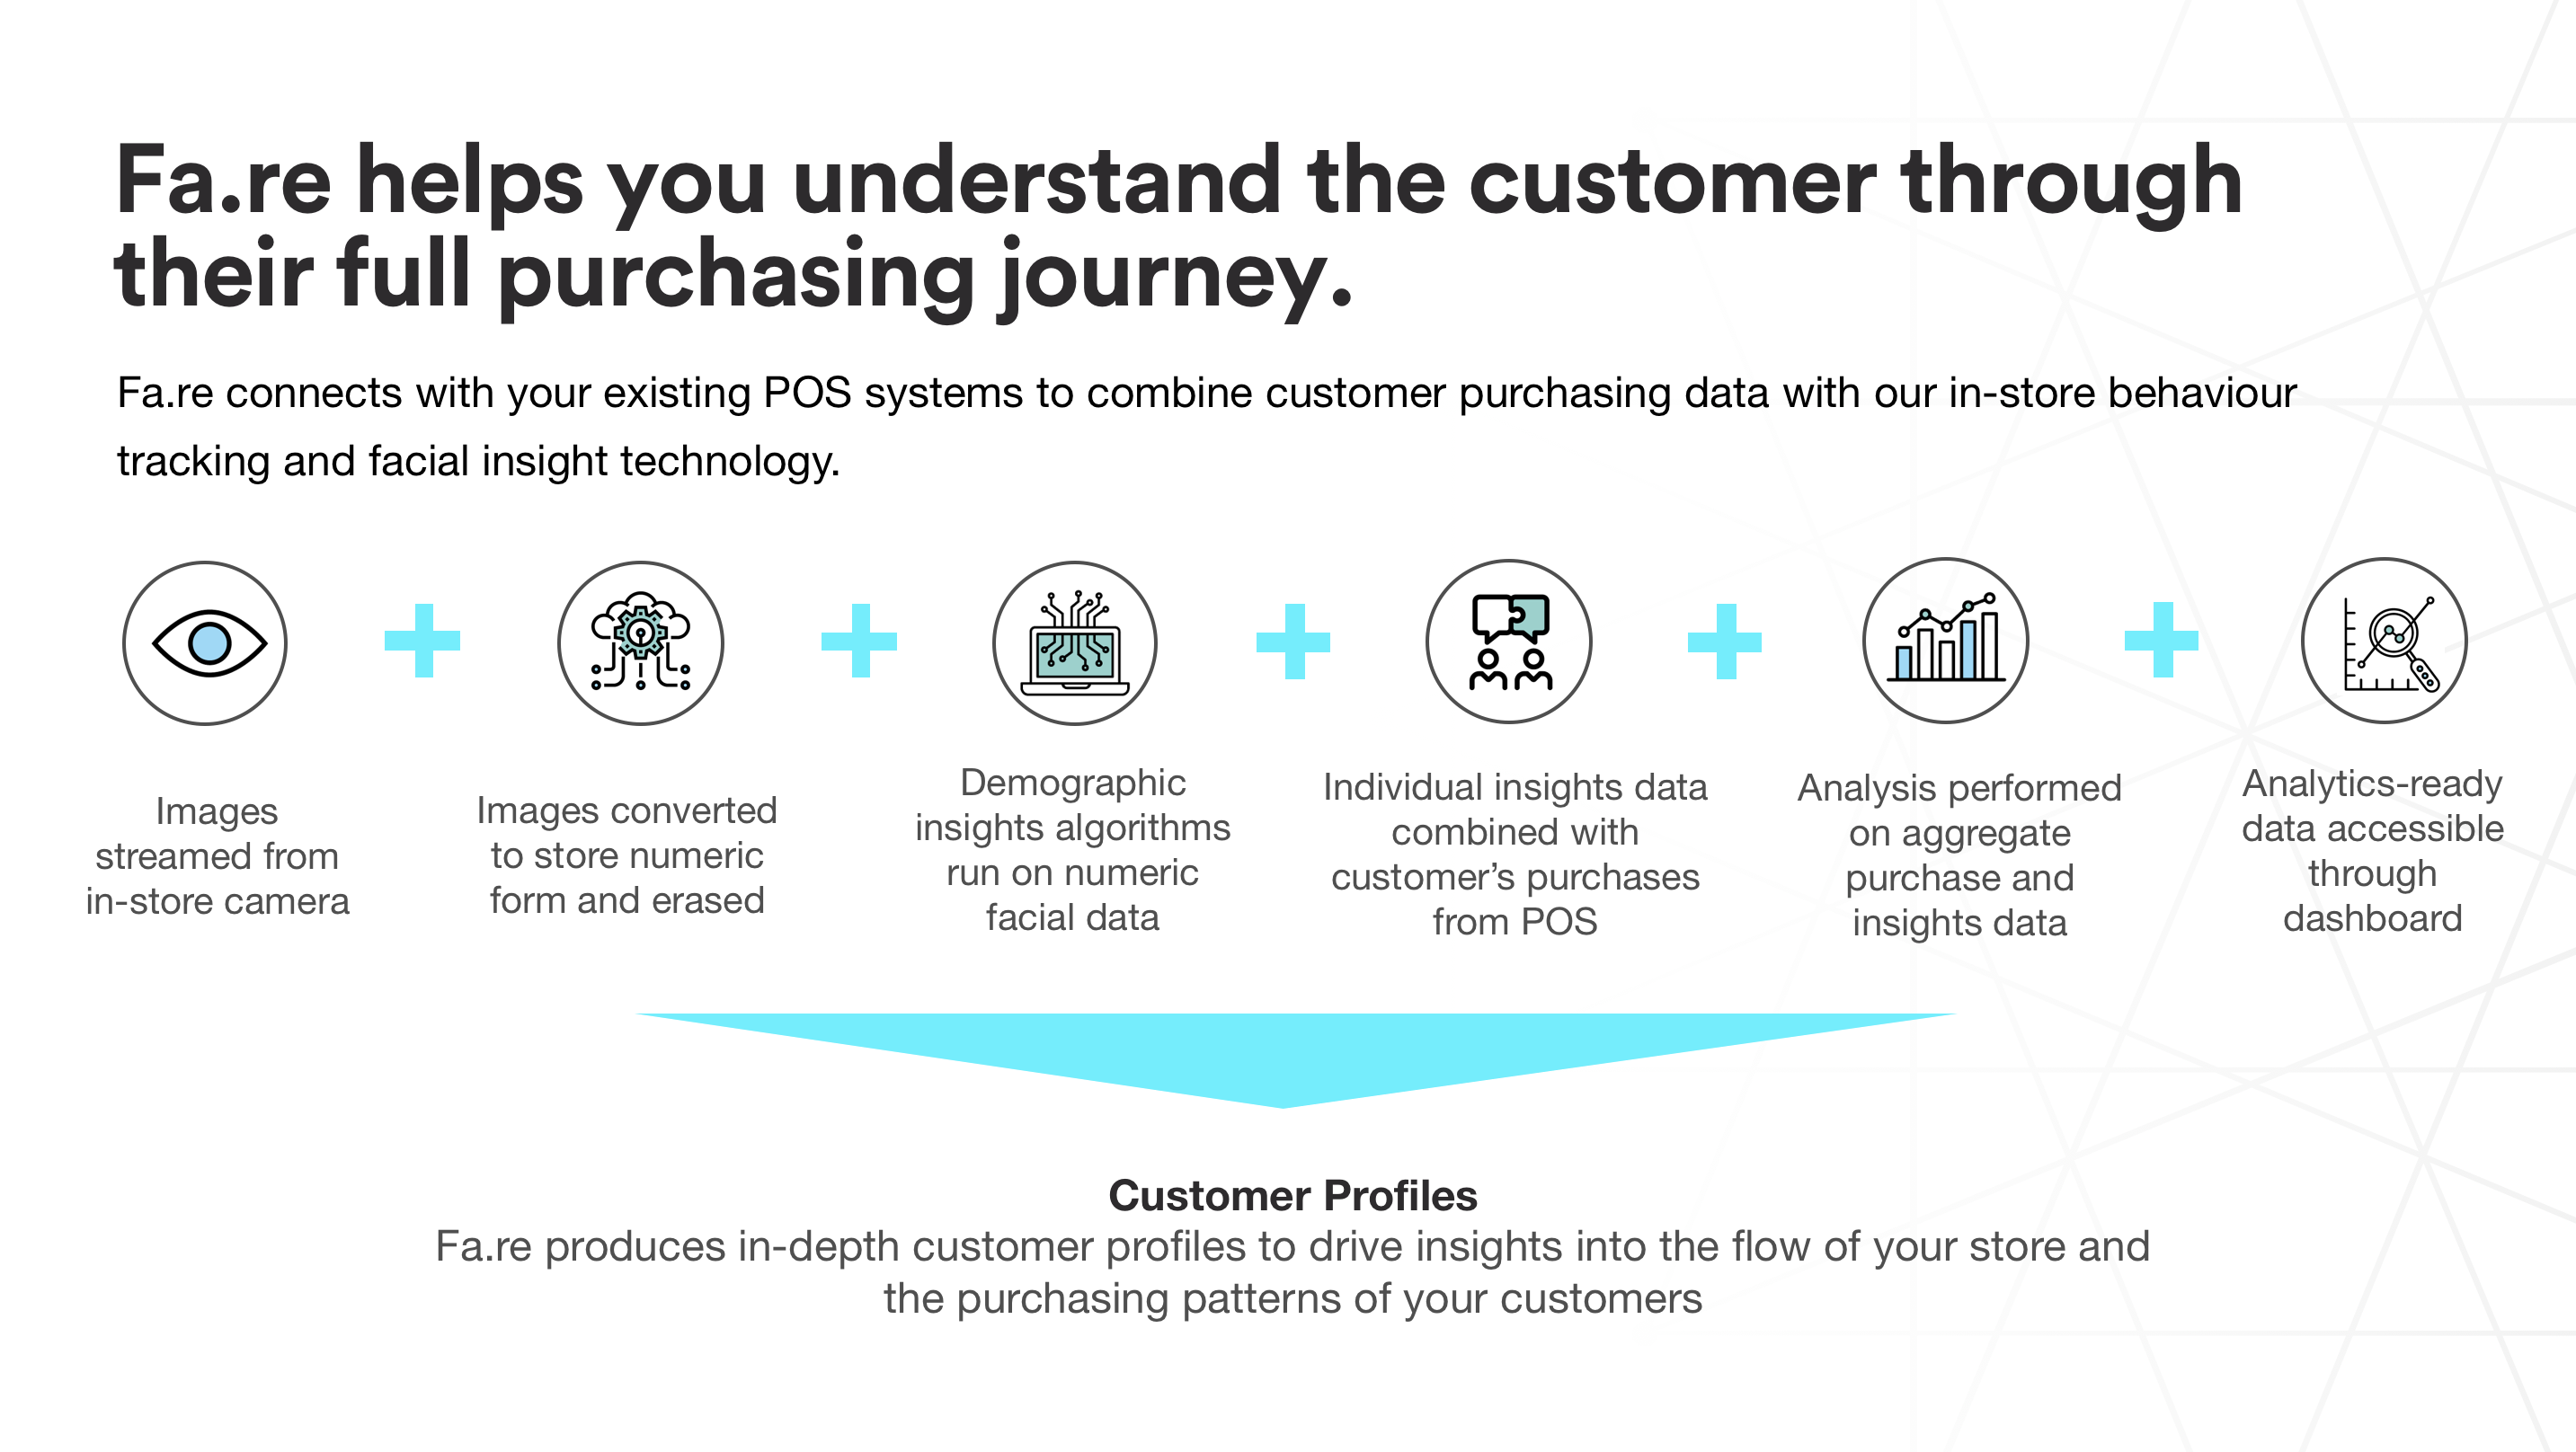 Fa.re helps you understand the customer through
their full purchasing journey.
Fa.re connects with your existing POS systems to combine customer purchasing data with our in-store behaviour
tracking and facial insight technology.
Images
streamed from
in-store camera
Images converted
to store numeric
form and erased
Demographic
insights algorithms
run on numeric
facial data
Individual insights data
combined with
customer’s purchases
from POS
Analysis performed
on aggregate
purchase and
insights data
Analytics-ready
data accessible
through
dashboard
Customer Profiles
Fa.re produces in-depth customer profiles to drive insights into the flow of your store and
the purchasing patterns of your customers